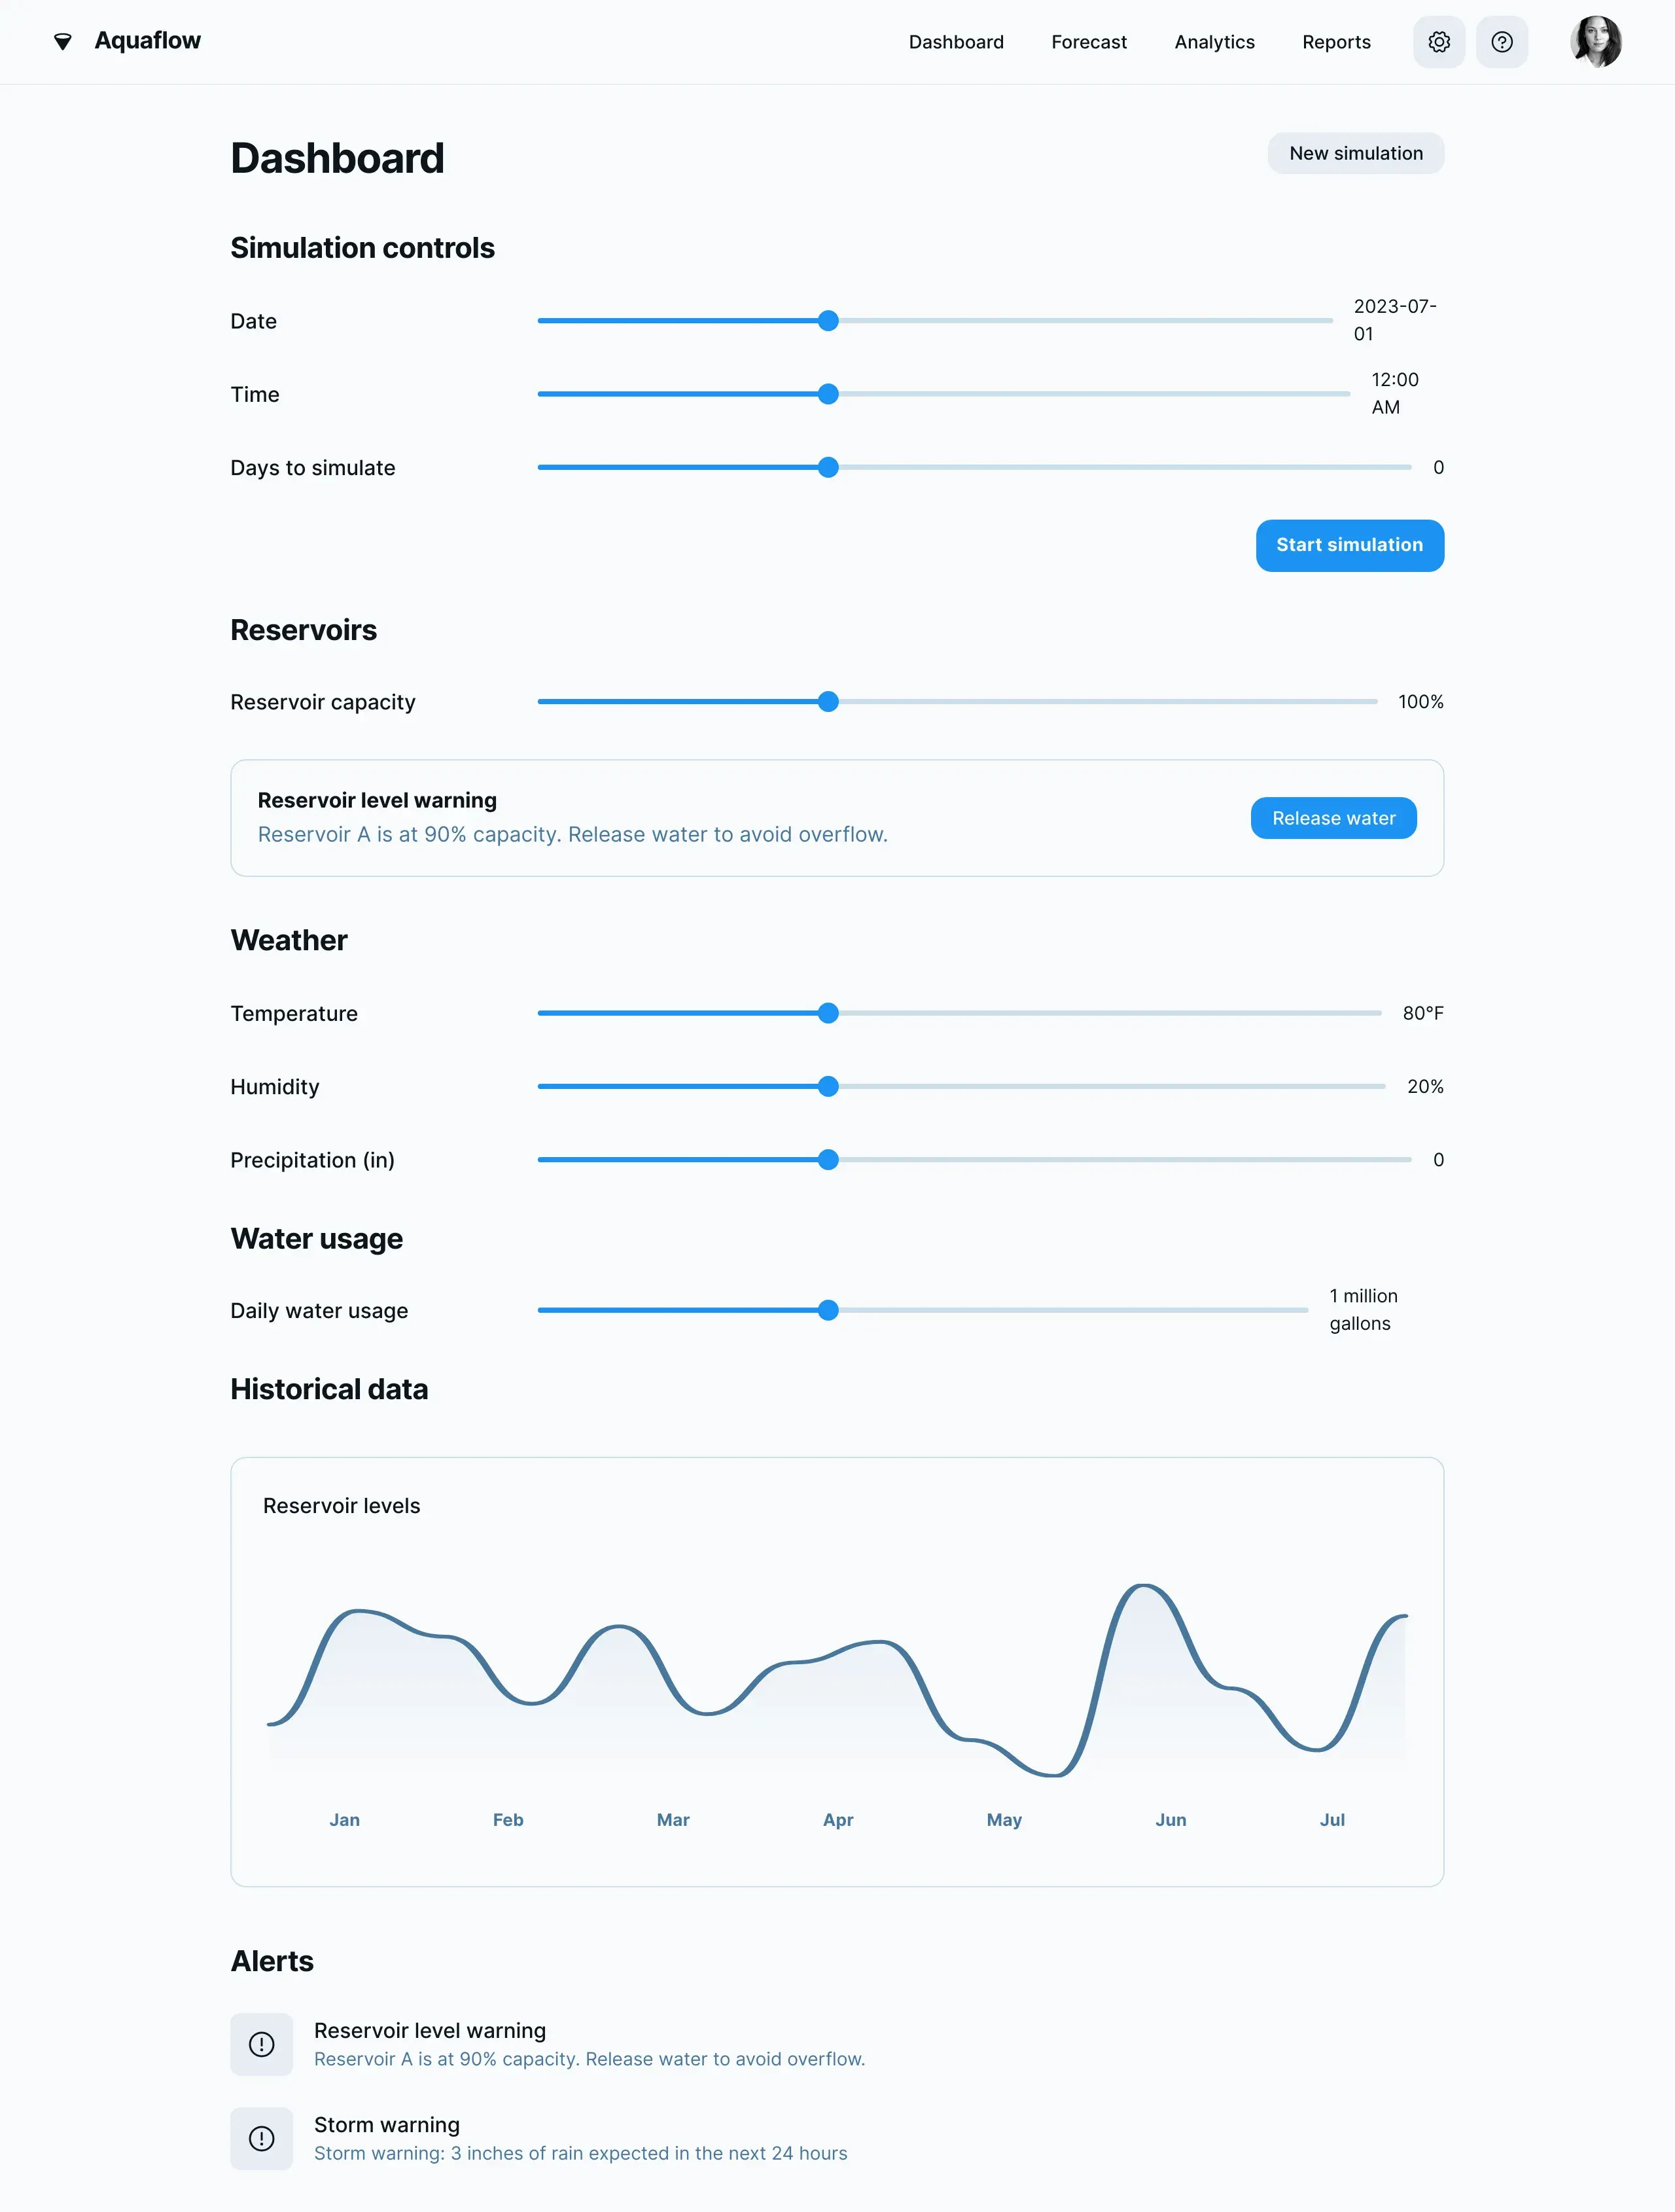 Aquaflow
Dashboard
Forecast
Analytics
Reports
Dashboard
New simulation
Simulation controls
Date
2023-07-
01
Time
12:00
AM
Days to simulate
0
Start simulation
Reservoirs
Reservoir capacity
100%
Reservoir level warning
Reservoir A is at 90% capacity. Release water to avoid overflow.
Release water
Weather
Temperature
80°F
Humidity
20%
Precipitation (in)
0
Water usage
Daily water usage
1 million
gallons
Historical data
Reservoir levels
Jan
Feb
Mar
Apr
May
Jun
Jul
Alerts
Reservoir level warning
Reservoir A is at 90% capacity. Release water to avoid overflow.
Storm warning
Storm warning: 3 inches of rain expected in the next 24 hours